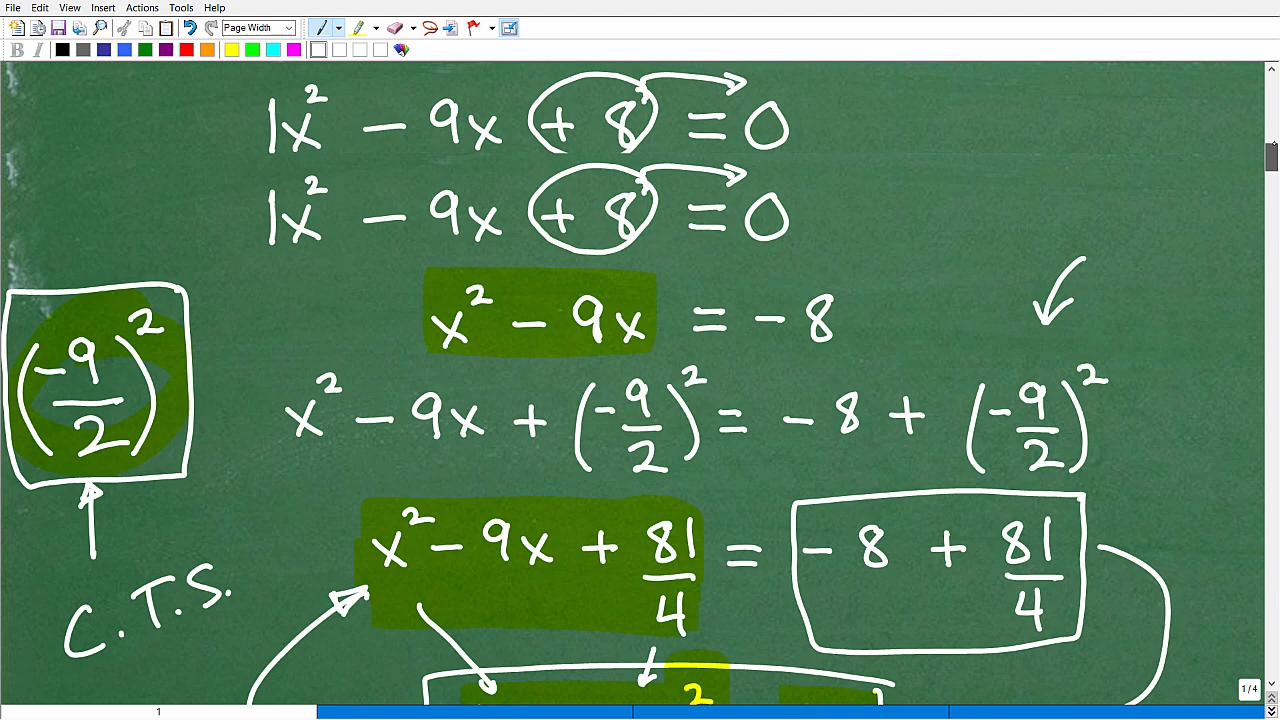 File Edit View Insert Actions Tools Help
Page Width
B I
1x² - 9x + 8 = 0
1x² - 9x + 8 = 0
x² - 9x = -8
(-9/2)²
x² - 9x + (-9/2)² = -8 + (-9/2)²
x² - 9x + 81/4 = -8 + 81/4
C.T.S.
2
1/4
1